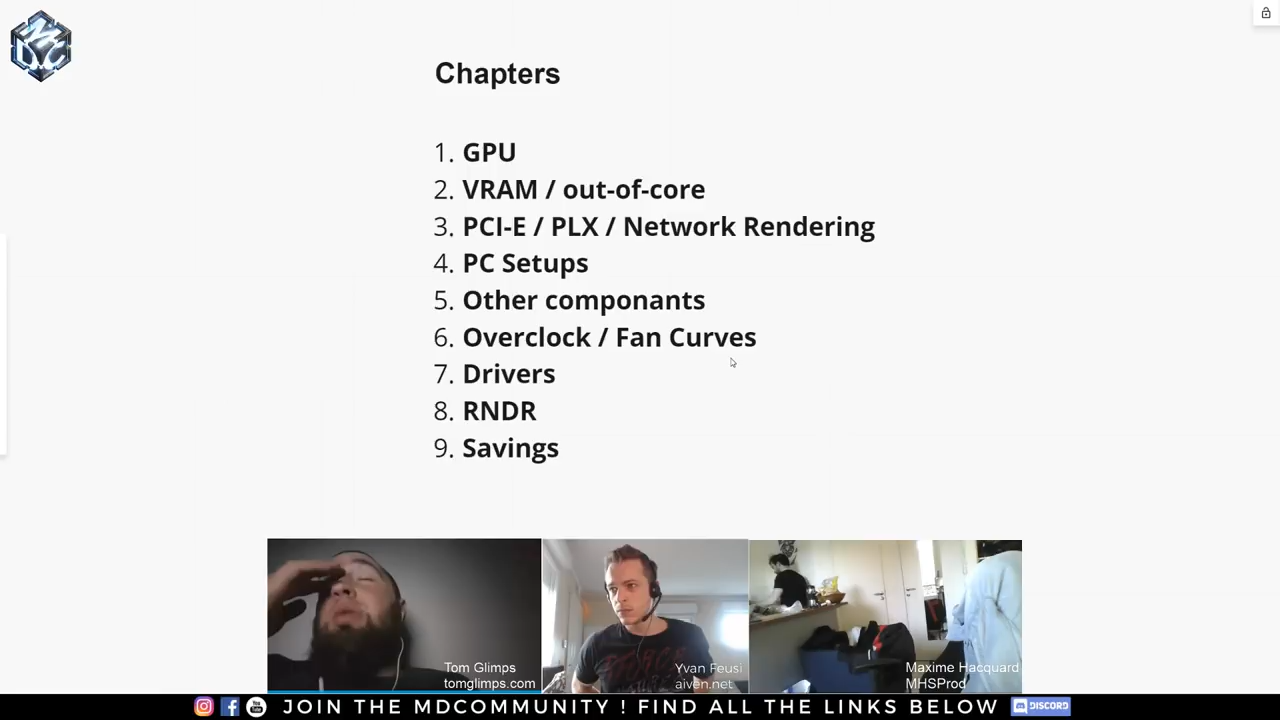 Chapters
1. GPU
2. VRAM / out-of-core
3. PCI-E / PLX / Network Rendering
4. PC Setups
5. Other componants
6. Overclock / Fan Curves
7. Drivers
8. RNDR
9. Savings
Tom Glimps
tomglimps.com
Yvan Feusi
aiven.net
Maxime Hacquard
MHSProd
JOIN THE MDCOMMUNITY ! FIND ALL THE LINKS BELOW
DISCORD